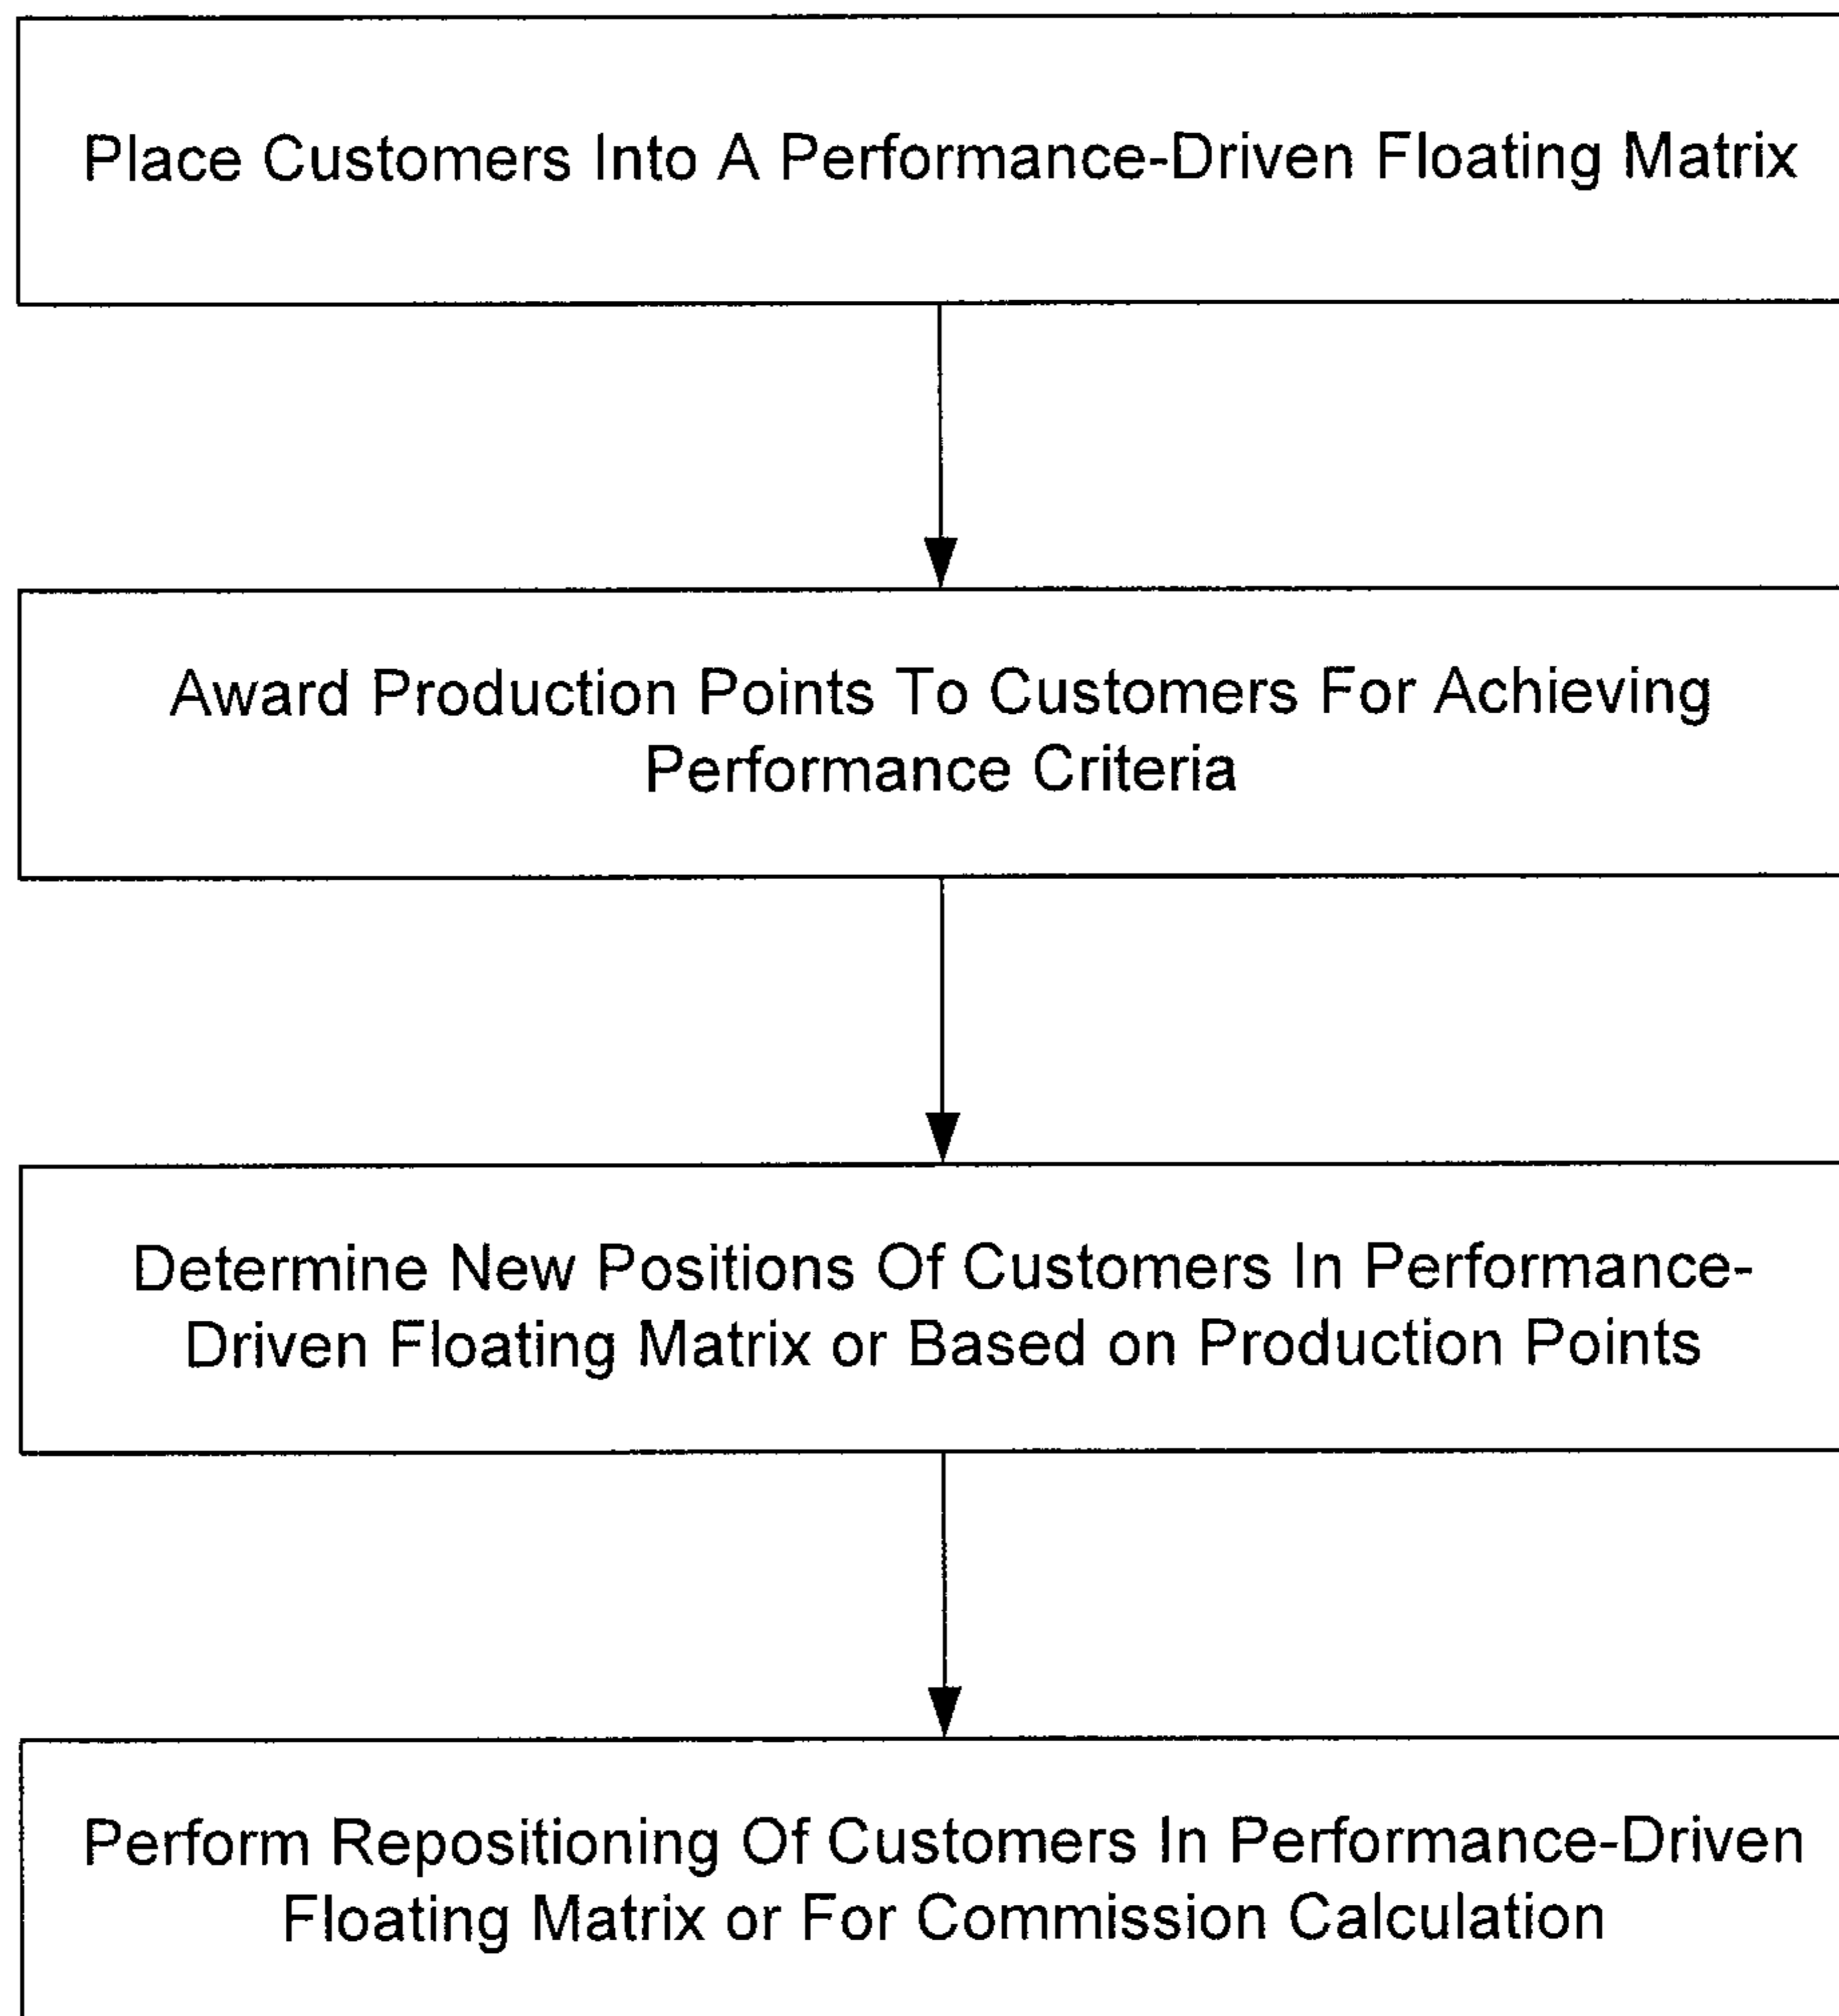 Place Customers Into A Performance-Driven Floating Matrix
Award Production Points To Customers For Achieving
Performance Criteria
Determine New Positions Of Customers In Performance-
Driven Floating Matrix or Based on Production Points
Perform Repositioning Of Customers In Performance-Driven
Floating Matrix or For Commission Calculation